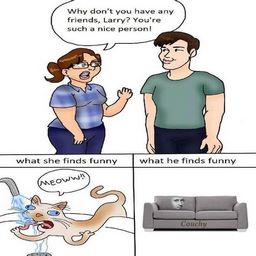 Why don't you have any
friends, Larry? You're
such a nice person!
what she finds funny
what he finds funny
MEOWW!!
Couchy